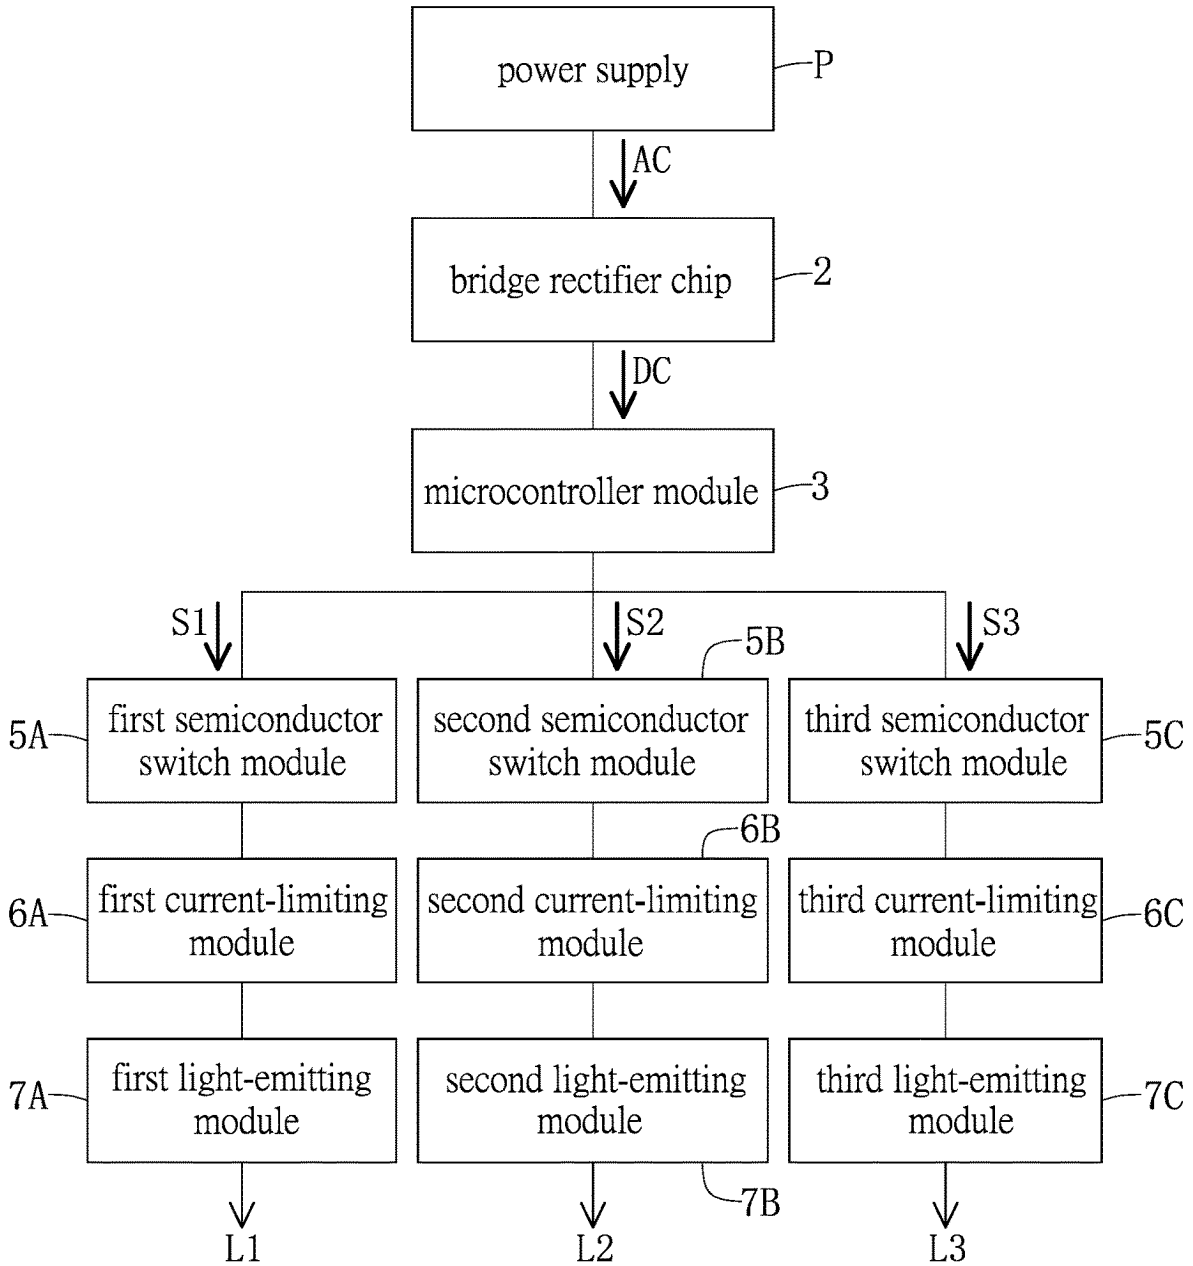 power supply
P
AC
bridge rectifier chip
2
DC
microcontroller module
3
S1
S2
S3
5B
5A
first semiconductor
switch module
second semiconductor
switch module
third semiconductor
switch module
5C
6B
6A
first current-limiting
module
second current-limiting
module
third current-limiting
module
6C
7A
first light-emitting
module
second light-emitting
module
third light-emitting
module
7C
7B
L1
L2
L3